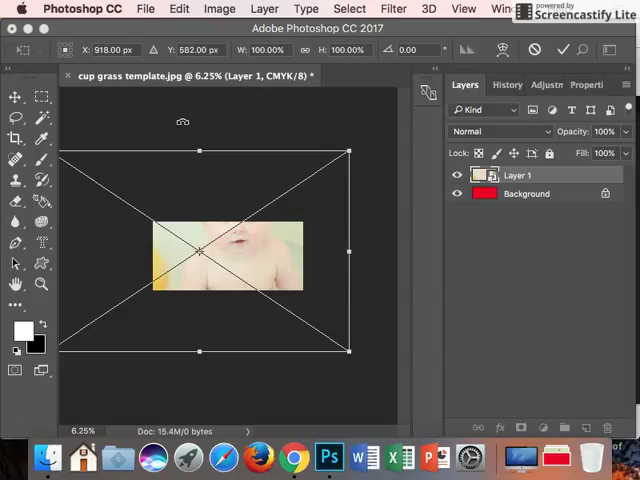 Photoshop CC File Edit Image Layer Type Select Filter 3D View
powered by
Screencastify Lite
Adobe Photoshop CC 2017
X: 918.00 px Y: 582.00 px W: 100.00% H: 100.00% 0.00
cup grass template.jpg @ 6.25% (Layer 1, CMYK/8) *
Layers History Adjustn Properti
Kind
Normal Opacity: 100%
Lock: Fill: 100%
Layer 1
Background
6.25% Doc: 15.4M/0 bytes